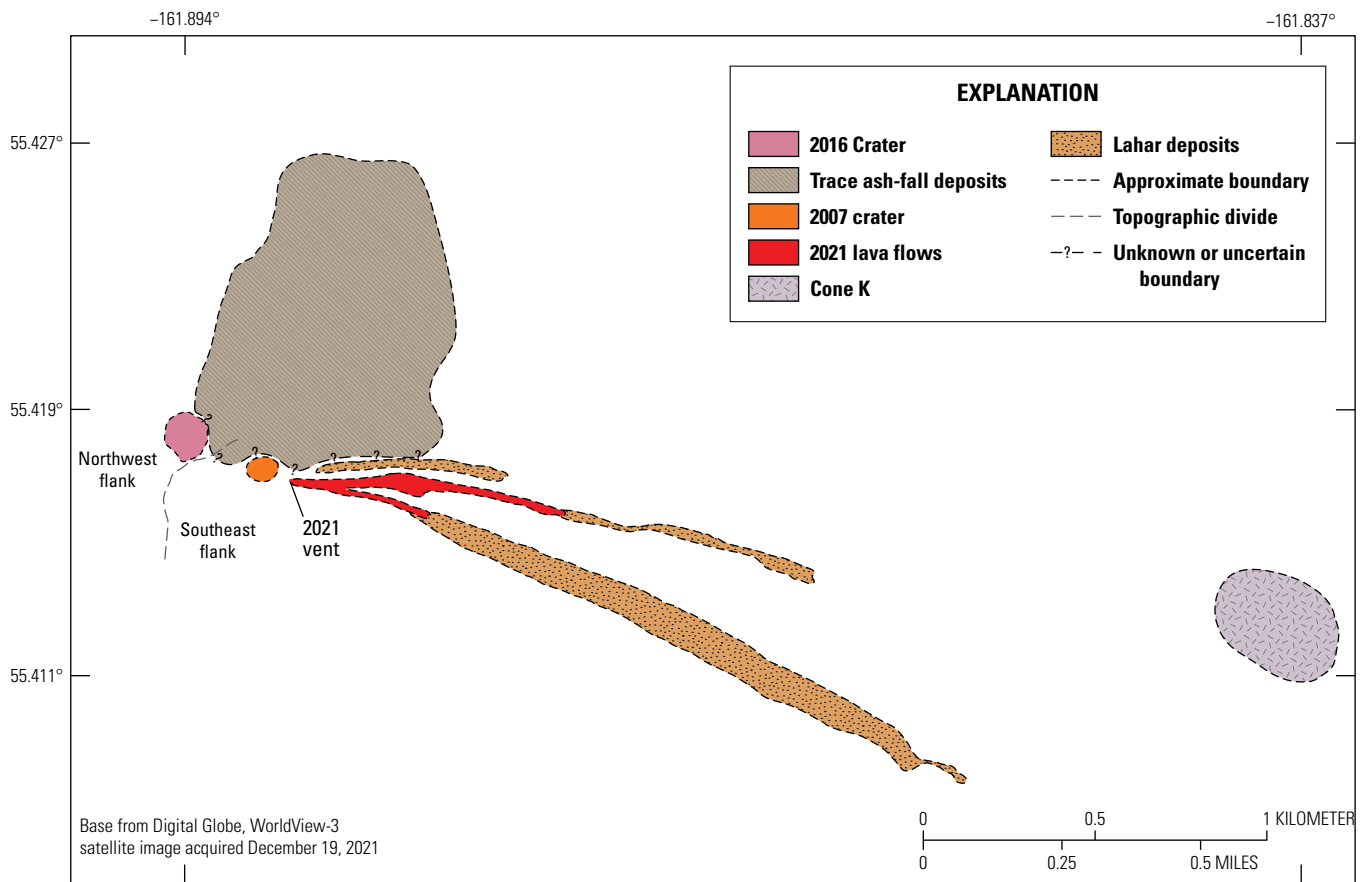 −161.894°
−161.837°
EXPLANATION
55.427°
2016 Crater
Trace ash-fall deposits
2007 crater
2021 lava flows
Cone K
Lahar deposits
Approximate boundary
Topographic divide
–?– – Unknown or uncertain
boundary
55.419°
?
?
?
?
?
?
?
Northwest
flank
Southeast
flank
2021
vent
55.411°
Base from Digital Globe, WorldView-3
satellite image acquired December 19, 2021
0 0.5 1 KILOMETER
0 0.25 0.5 MILES